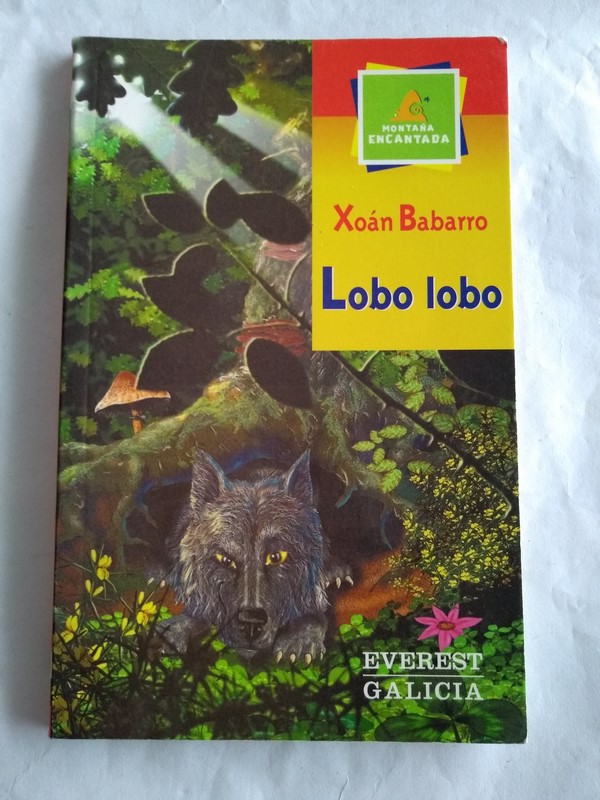 MONTAÑA
ENCANTADA
Xoán Babarro
Lobo lobo
EVEREST
GALICIA